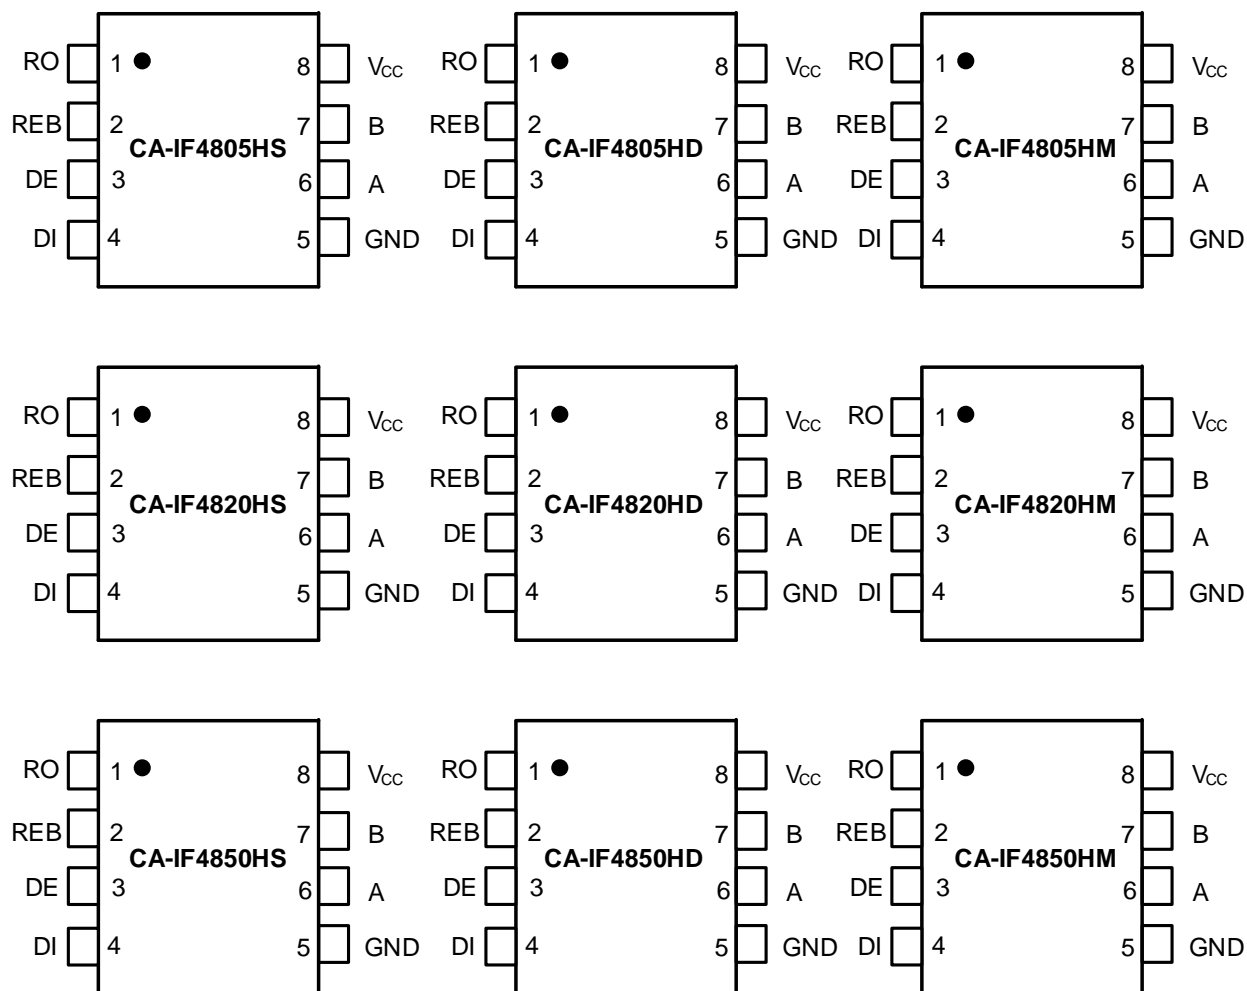 RO 1 8 VCC RO 1 8 VCC RO 1 8 VCC
REB 2 7 B REB 2 7 B REB 2 7 B
CA-IF4805HS CA-IF4805HD CA-IF4805HM
DE 3 6 A DE 3 6 A DE 3 6 A
DI 4 5 GND DI 4 5 GND DI 4 5 GND
RO 1 8 VCC RO 1 8 VCC RO 1 8 VCC
REB 2 7 B REB 2 7 B REB 2 7 B
CA-IF4820HS CA-IF4820HD CA-IF4820HM
DE 3 6 A DE 3 6 A DE 3 6 A
DI 4 5 GND DI 4 5 GND DI 4 5 GND
RO 1 8 VCC RO 1 8 VCC RO 1 8 VCC
REB 2 7 B REB 2 7 B REB 2 7 B
CA-IF4850HS CA-IF4850HD CA-IF4850HM
DE 3 6 A DE 3 6 A DE 3 6 A
DI 4 5 GND DI 4 5 GND DI 4 5 GND